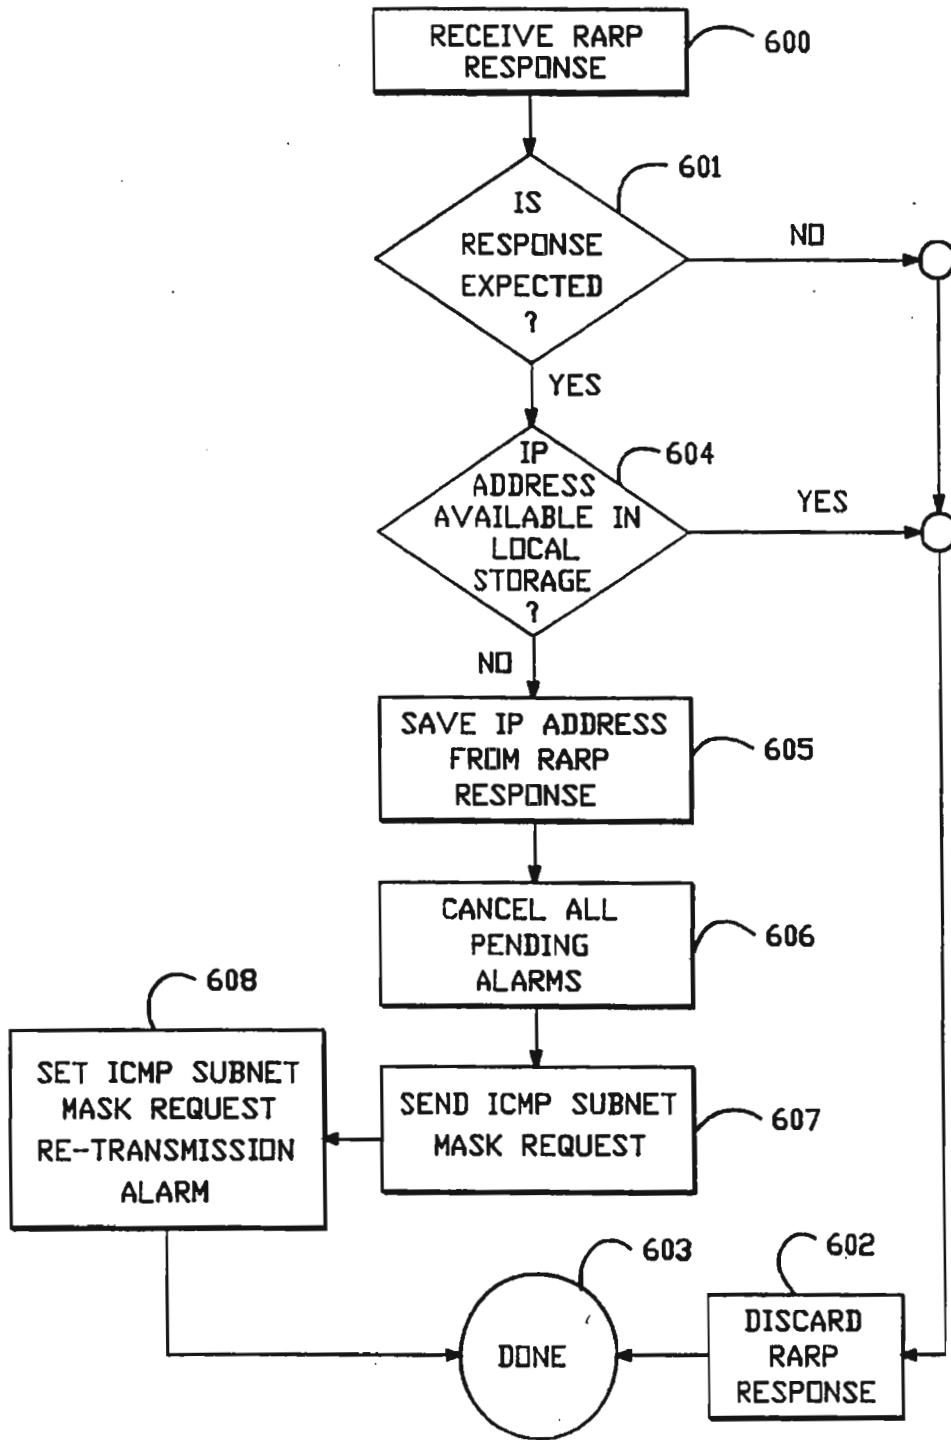 RECEIVE RARP
RESPONSE
600
IS
RESPONSE
EXPECTED
?
601
NO
YES
IP
ADDRESS
AVAILABLE IN
LOCAL
STORAGE
?
604
YES
NO
SAVE IP ADDRESS
FROM RARP
RESPONSE
605
CANCEL ALL
PENDING
ALARMS
606
SEND ICMP SUBNET
MASK REQUEST
607
608
SET ICMP SUBNET
MASK REQUEST
RE-TRANSMISSION
ALARM
603
DONE
602
DISCARD
RARP
RESPONSE